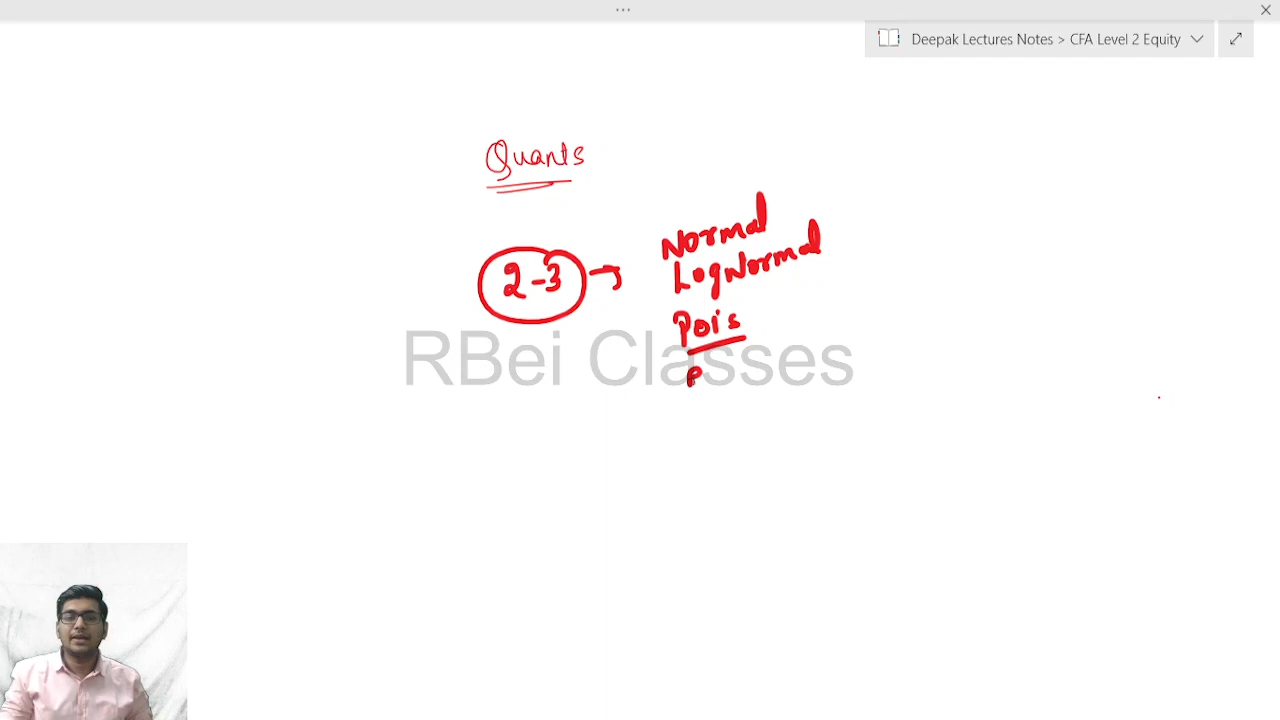 Deepak Lectures Notes > CFA Level 2 Equity
Quants
2-3 →
Normal
LogNormal
Pois
P
RBei Classes